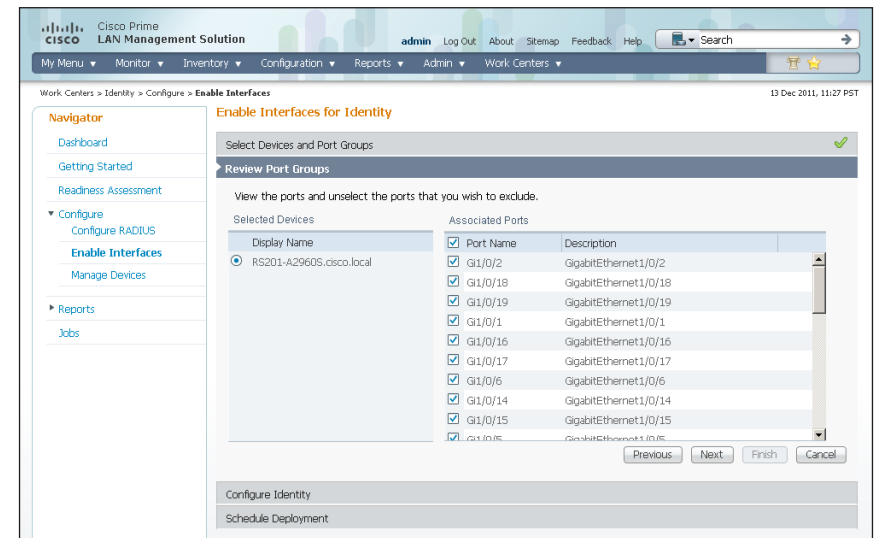 Cisco Prime
CISCO LAN Management Solution
admin Log Out About Sitemap Feedback Help Search
My Menu Monitor Inventory Configuration Reports Admin Work Centers
Work Centers > Identity > Configure > Enable Interfaces
13 Dec 2011, 11:27 PST
Navigator
Dashboard
Getting Started
Readiness Assessment
Configure
Configure RADIUS
Enable Interfaces
Manage Devices
Reports
Jobs
Enable Interfaces for Identity
Select Devices and Port Groups
Review Port Groups
View the ports and unselect the ports that you wish to exclude.
Selected Devices
Display Name
RS201-A2960S.cisco.local
Associated Ports
Port Name Description
Gi1/0/2 GigabitEthernet1/0/2
Gi1/0/18 GigabitEthernet1/0/18
Gi1/0/19 GigabitEthernet1/0/19
Gi1/0/1 GigabitEthernet1/0/1
Gi1/0/16 GigabitEthernet1/0/16
Gi1/0/17 GigabitEthernet1/0/17
Gi1/0/6 GigabitEthernet1/0/6
Gi1/0/14 GigabitEthernet1/0/14
Gi1/0/15 GigabitEthernet1/0/15
Gi1/0/5 GigabitEthernet1/0/5
Previous Next Finish Cancel
Configure Identity
Schedule Deployment